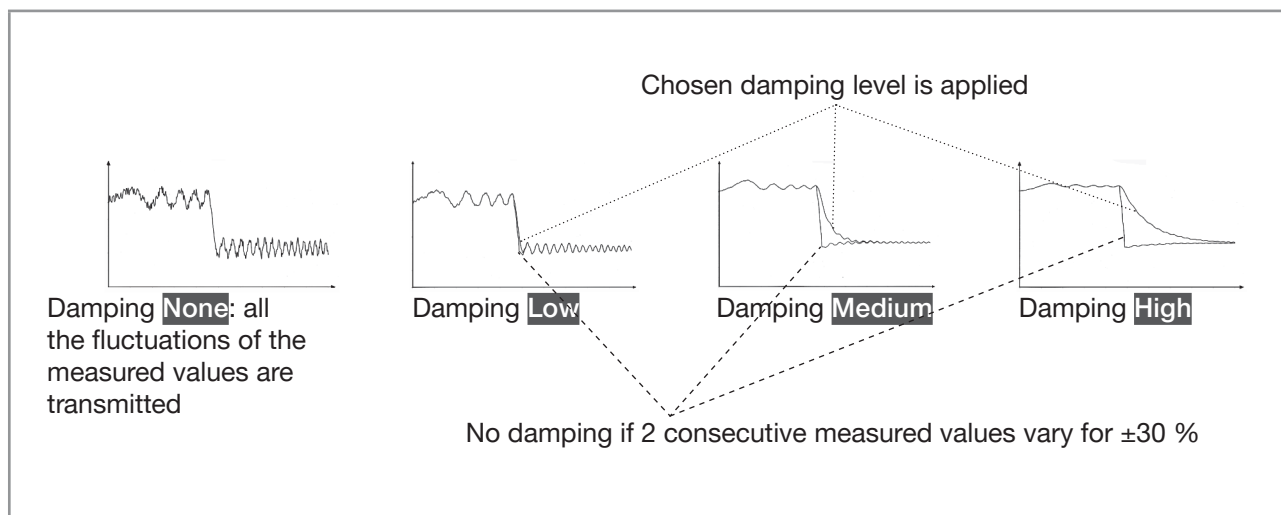 Chosen damping level is applied
Damping None: all
the fluctuations of the
measured values are
transmitted
Damping Low
Damping Medium
Damping High
No damping if 2 consecutive measured values vary for ±30 %